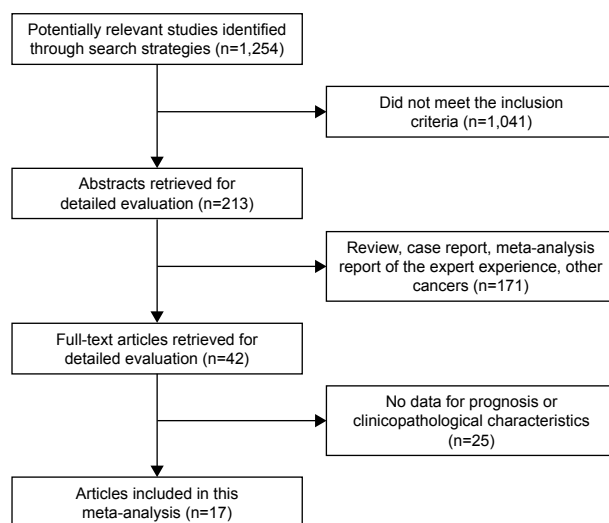 Potentially relevant studies identified
through search strategies (n=1,254)
Did not meet the inclusion
criteria (n=1,041)
Abstracts retrieved for
detailed evaluation (n=213)
Review, case report, meta-analysis
report of the expert experience, other
cancers (n=171)
Full-text articles retrieved for
detailed evaluation (n=42)
No data for prognosis or
clinicopathological characteristics
(n=25)
Articles included in this
meta-analysis (n=17)